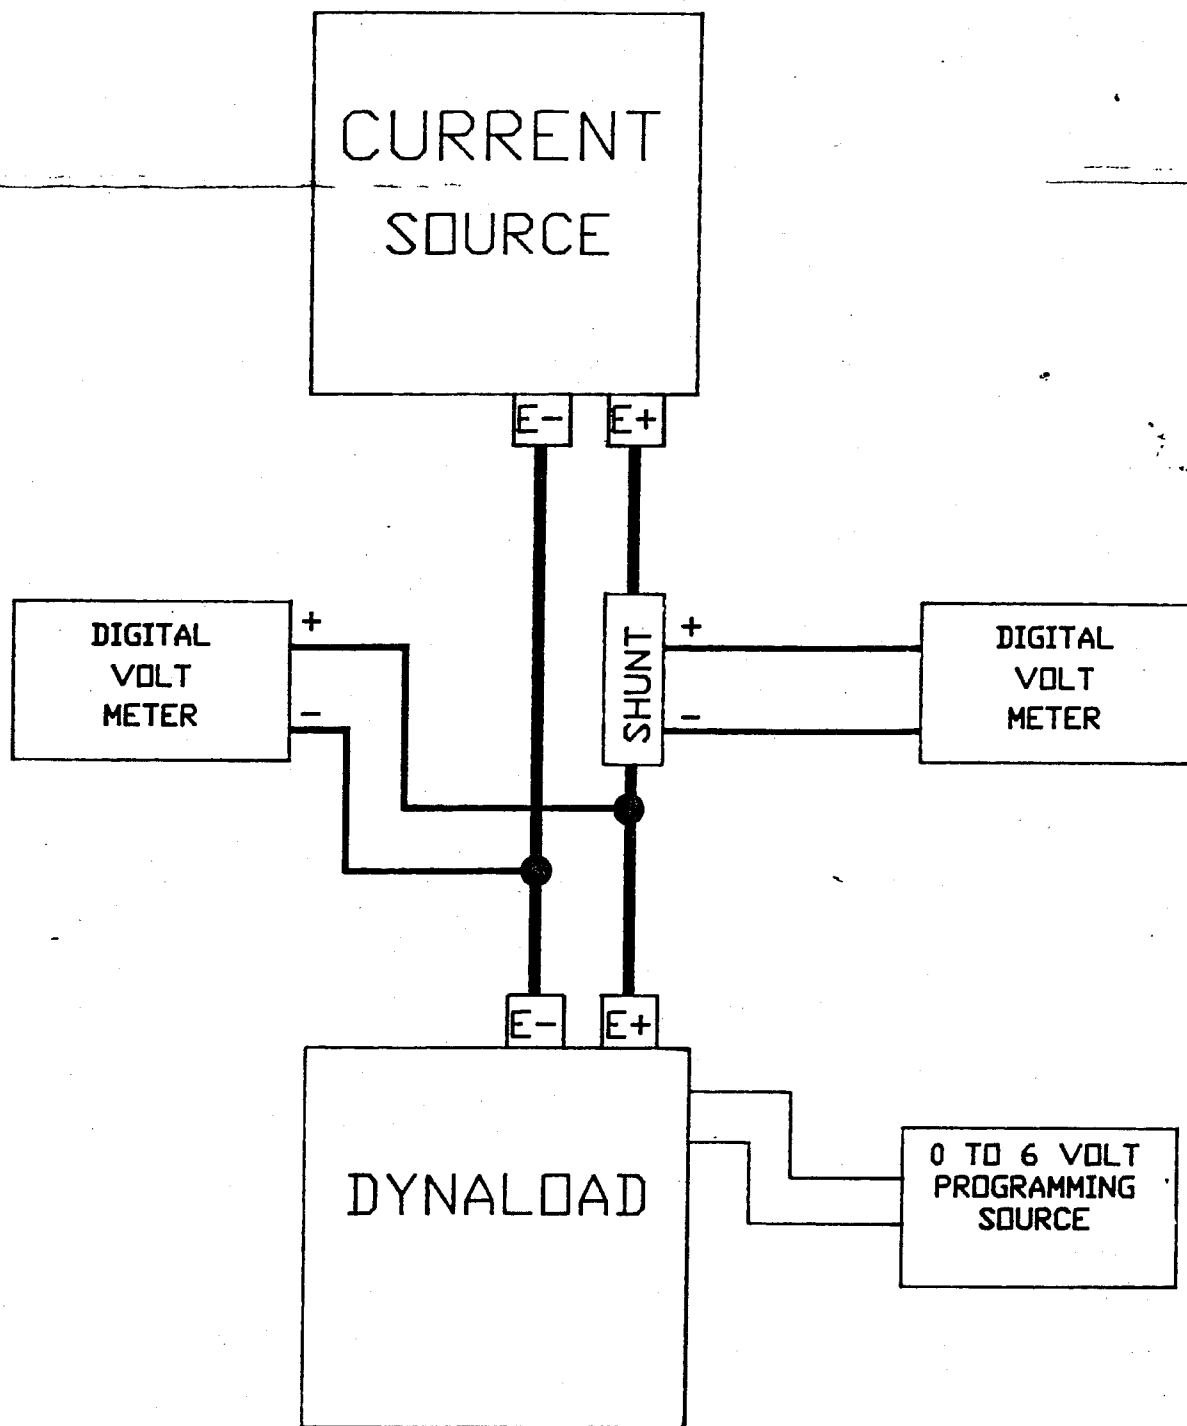 CURRENT
SOURCE
E-
E+
DIGITAL
VOLT
METER
+
-
SHUNT
+
-
DIGITAL
VOLT
METER
E-
E+
DYNALOAD
0 TO 6 VOLT
PROGRAMMING
SOURCE